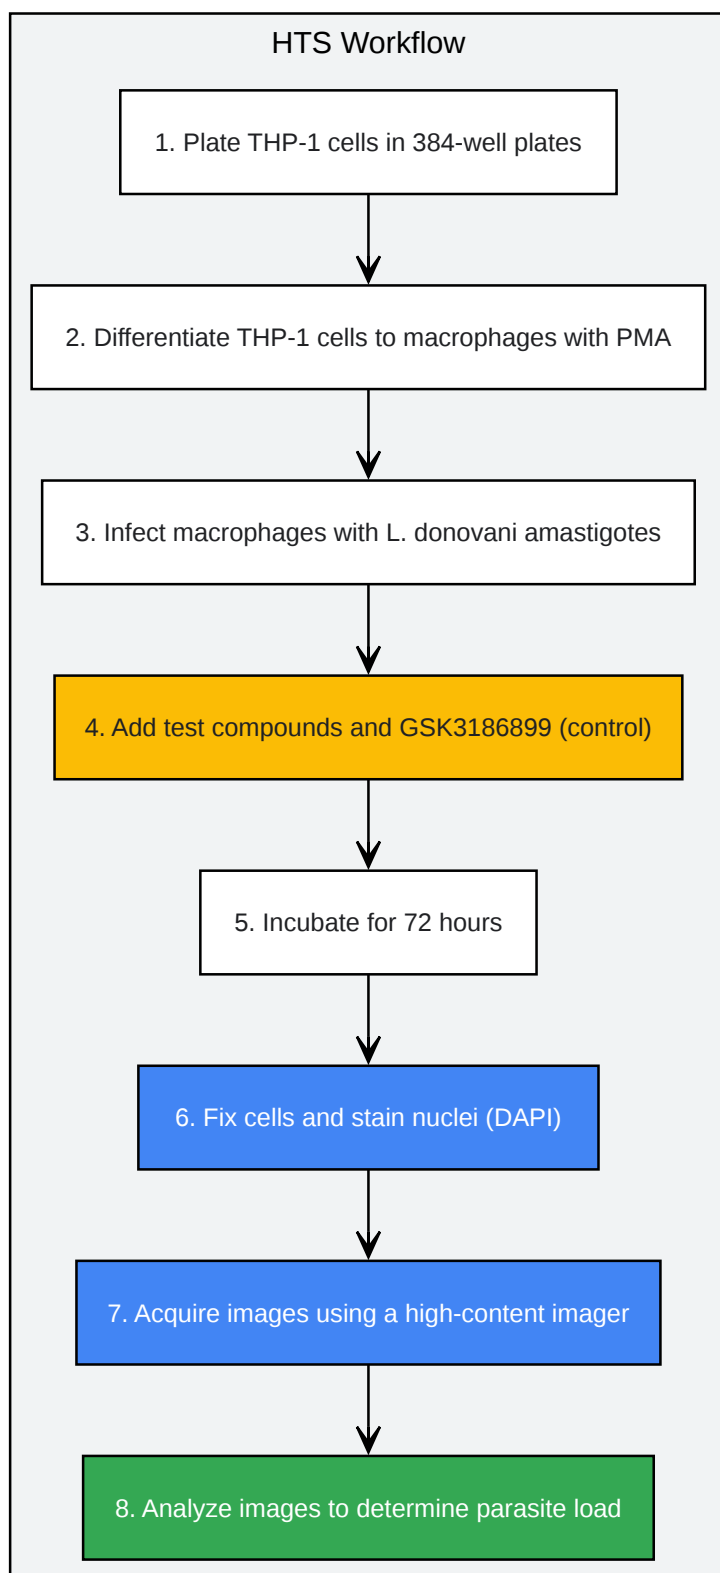 HTS Workflow
1. Plate THP-1 cells in 384-well plates
2. Differentiate THP-1 cells to macrophages with PMA
3. Infect macrophages with L. donovani amastigotes
4. Add test compounds and GSK3186899 (control)
5. Incubate for 72 hours
6. Fix cells and stain nuclei (DAPI)
7. Acquire images using a high-content imager
8. Analyze images to determine parasite load